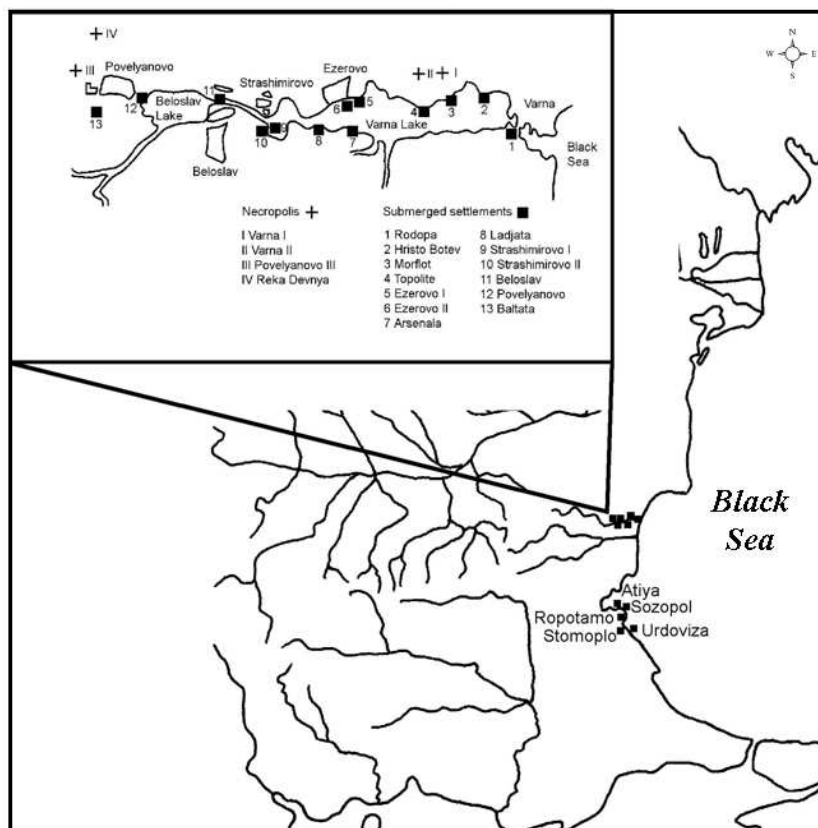 N
W E
S
IV
Povelyanovo
III
Strashimirovo
Ezerovo
II I
11
12
Beloslav
Lake
13
6 5
4 3 2
Varna
10 9 8 7
Varna Lake
1
Black
Sea
Beloslav
Necropolis
I Varna I
II Varna II
III Povelyanovo III
IV Reka Devnya
Submerged settlements
1 Rodopa
2 Hristo Botev
3 Morflot
4 Topolite
5 Ezerovo I
6 Ezerovo II
7 Arsenala
8 Ladjata
9 Strashimirovo I
10 Strashimirovo II
11 Beloslav
12 Povelyanovo
13 Baltata
Black
Sea
Atiya
Sozopol
Ropotamo
Stomoplo
Urdoviza